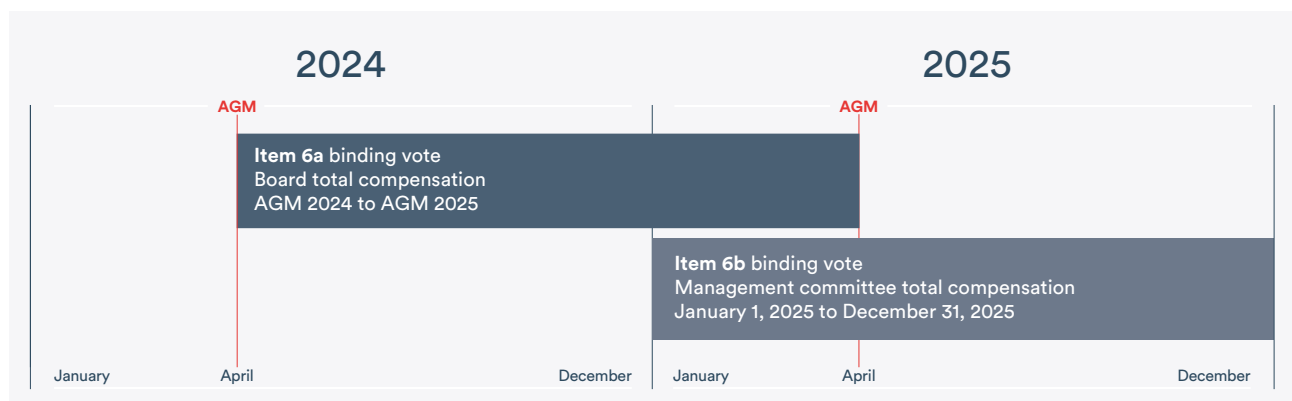 2024
2025
AGM
AGM
Item 6a binding vote
Board total compensation
AGM 2024 to AGM 2025
Item 6b binding vote
Management committee total compensation
January 1, 2025 to December 31, 2025
January
April
December
January
April
December